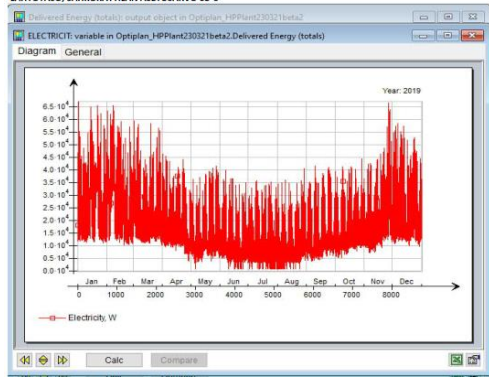 Delivered Energy (totals): output object in Optiplan_HPPlant230321beta2
ELECTRICIT: variable in Optiplan_HPPlant230321beta2.Delivered Energy (totals)
Diagram General
Year: 2019
6.5·10⁴
6.0·10⁴
5.5·10⁴
5.0·10⁴
4.5·10⁴
4.0·10⁴
3.5·10⁴
3.0·10⁴
2.5·10⁴
2.0·10⁴
1.5·10⁴
1.0·10⁴
0.5·10⁴
0.0·10⁴
Jan Feb Mar Apr May Jun Jul Aug Sep Oct Nov Dec
0 1000 2000 3000 4000 5000 6000 7000 8000
Electricity, W
Calc Compare